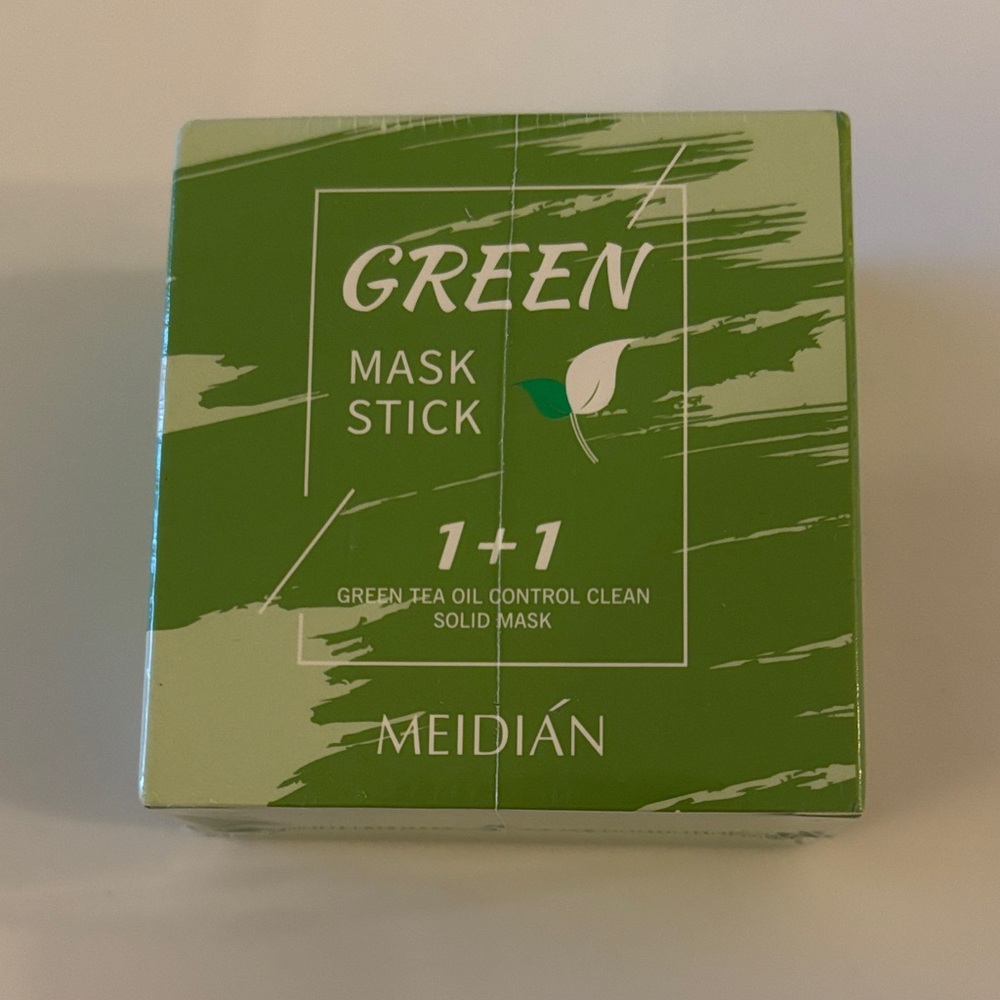 GREEN
MASK
STICK
1+1
GREEN TEA OIL CONTROL CLEAN
SOLID MASK
MEIDIÁN